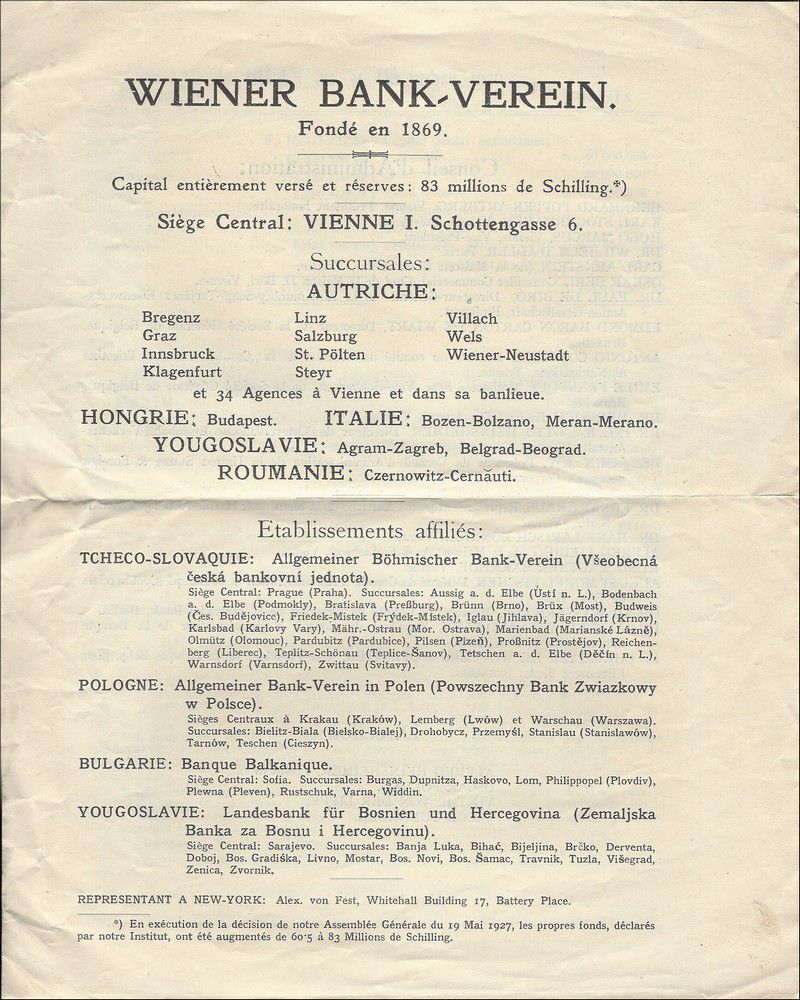 WIENER BANK-VEREIN.
Fondé en 1869.
Capital entièrement versé et réserves: 83 millions de Schilling.*)
Siège Central: VIENNE I. Schottengasse 6.
Succursales:
AUTRICHE:
Bregenz Linz Villach
Graz Salzburg Wels
Innsbruck St. Pölten Wiener-Neustadt
Klagenfurt Steyr
et 34 Agences à Vienne et dans sa banlieue.
HONGRIE: Budapest. ITALIE: Bozen-Bolzano, Meran-Merano.
YOUGOSLAVIE: Agram-Zagreb, Belgrad-Beograd.
ROUMANIE: Czernowitz-Cernăuti.
Etablissements affiliés:
TCHECO-SLOVAQUIE: Allgemeiner Böhmischer Bank-Verein (Všeobecná
česká bankovní jednota).
Siège Central: Prague (Praha). Succursales: Aussig a. d. Elbe (Ústí n. L.), Bodenbach
a. d. Elbe (Podmokly), Bratislava (Preßburg), Brünn (Brno), Brüx (Most), Budweis
(Čes. Budějovice), Friedek-Mistek (Frýdek-Místek), Iglau (Jihlava), Jägerndorf (Krnov),
Karlsbad (Karlovy Vary), Mähr.-Ostrau (Mor. Ostrava), Marienbad (Marianské Lázně),
Olmütz (Olomouc), Pardubitz (Pardubice), Pilsen (Plzeň), Proßnitz (Prostějov), Reichen-
berg (Liberec), Teplitz-Schönau (Teplice-Šanov), Tetschen a. d. Elbe (Děčín n. L.),
Warnsdorf (Varnsdorf), Zwittau (Svitavy).
POLOGNE: Allgemeiner Bank-Verein in Polen (Powszechny Bank Zwiazkowy
w Polsce).
Sièges Centraux à Krakau (Kraków), Lemberg (Lwów) et Warschau (Warszawa).
Succursales: Bielitz-Biala (Bielsko-Bialej), Drohobycz, Przemyśl, Stanislau (Stanisławów),
Tarnów, Teschen (Cieszyn).
BULGARIE: Banque Balkanique.
Siège Central: Sofia. Succursales: Burgas, Dupnitza, Haskovo, Lom, Philippopel (Plovdiv),
Plewna (Pleven), Rustschuk, Varna, Widdin.
YOUGOSLAVIE: Landesbank für Bosnien und Hercegovina (Zemaljska
Banka za Bosnu i Hercegovinu).
Siège Central: Sarajevo. Succursales: Banja Luka, Bihać, Bijeljina, Brčko, Derventa,
Doboj, Bos. Gradiška, Livno, Mostar, Bos. Novi, Bos. Šamac, Travnik, Tuzla, Višegrad,
Zenica, Zvornik.
REPRESENTANT A NEW-YORK: Alex. von Fest, Whitehall Building 17, Battery Place.
*) En exécution de la décision de notre Assemblée Générale du 19 Mai 1927, les propres fonds, déclarés
par notre Institut, ont été augmentés de 60·5 à 83 Millions de Schilling.